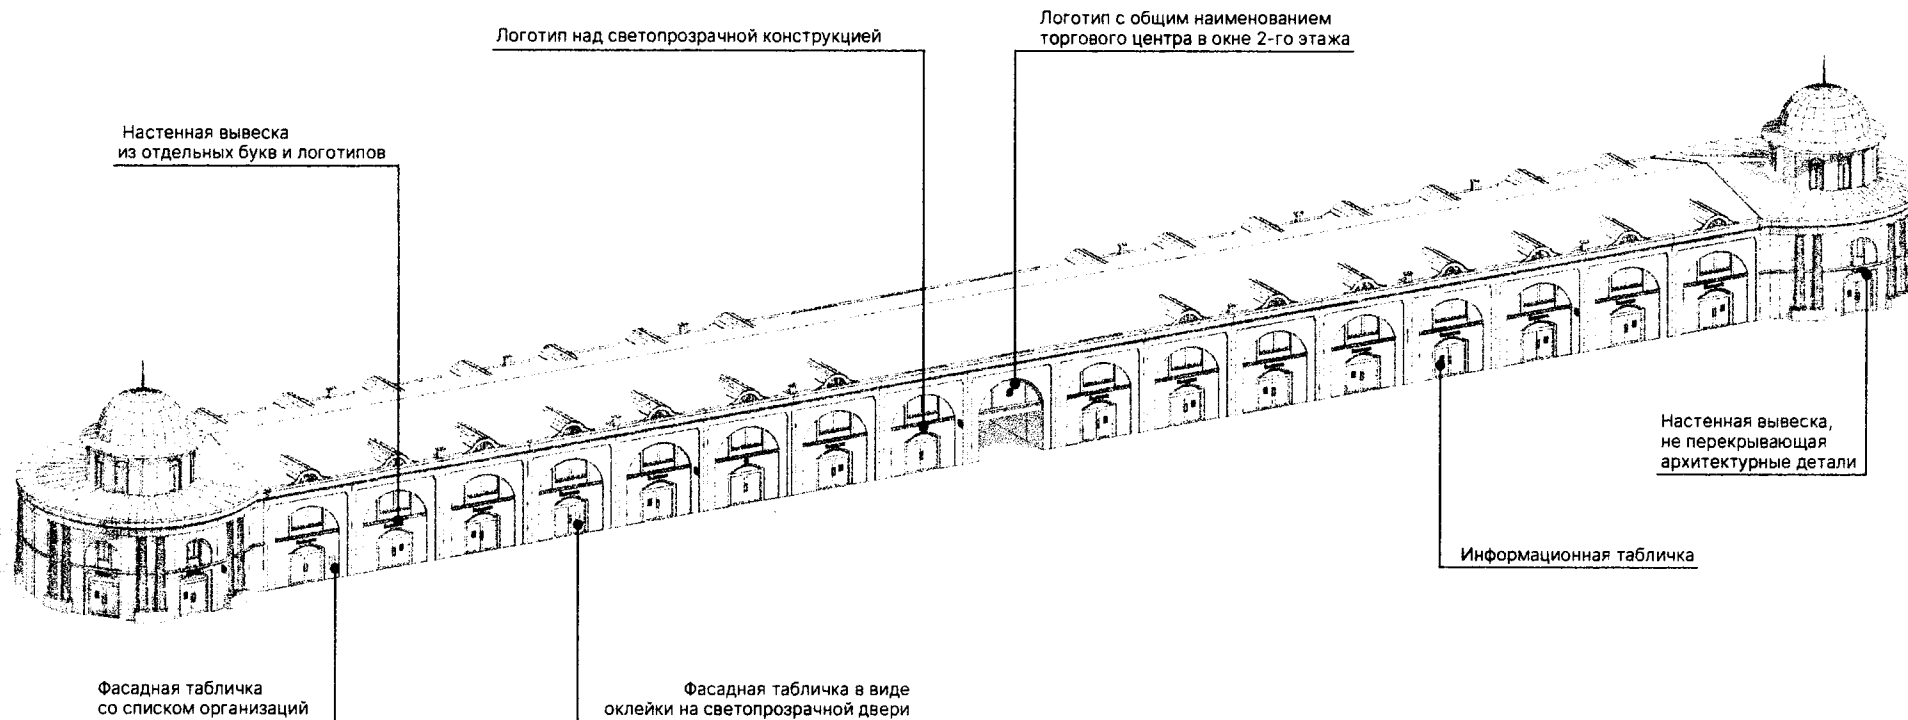 Логотип с общим наименованием
торгового центра в окне 2-го этажа
Логотип над светопрозрачной конструкцией
Настенная вывеска
из отдельных букв и логотипов
Настенная вывеска,
не перекрывающая
архитектурные детали
Информационная табличка
Фасадная табличка
со списком организаций
Фасадная табличка в виде
оклейки на светопрозрачной двери